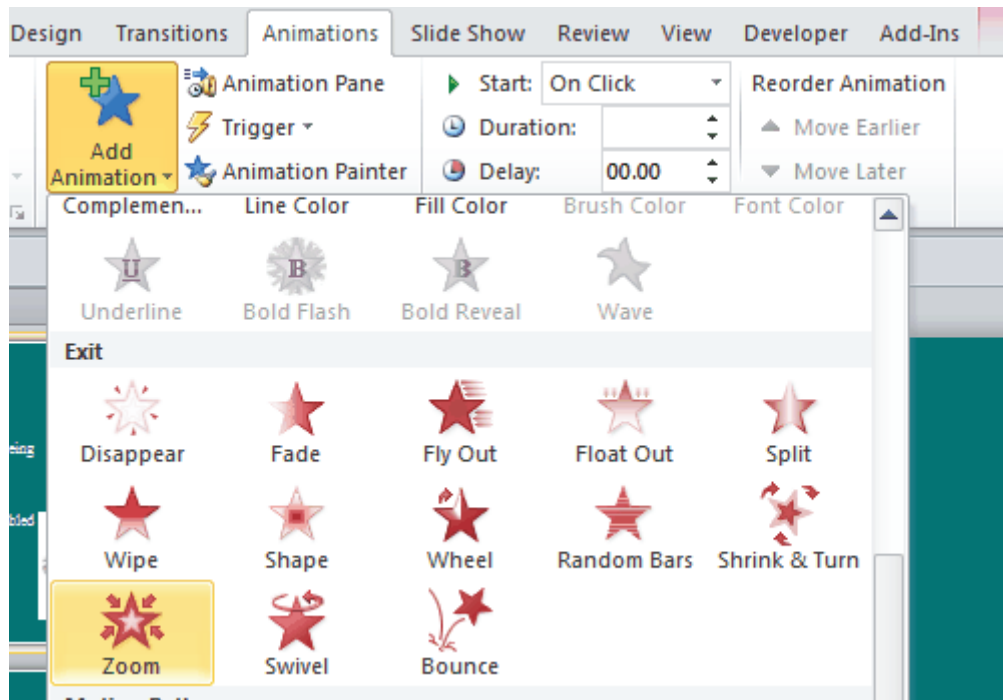 Design Transitions Animations Slide Show Review View Developer Add-Ins
Add Animation
Animation Pane
Trigger
Animation Painter
Start: On Click
Duration:
Delay: 00.00
Reorder Animation
Move Earlier
Move Later
Complemen... Line Color Fill Color Brush Color Font Color
U B B
Underline Bold Flash Bold Reveal Wave
Exit
Disappear Fade Fly Out Float Out Split
Wipe Shape Wheel Random Bars Shrink & Turn
Zoom Swivel Bounce